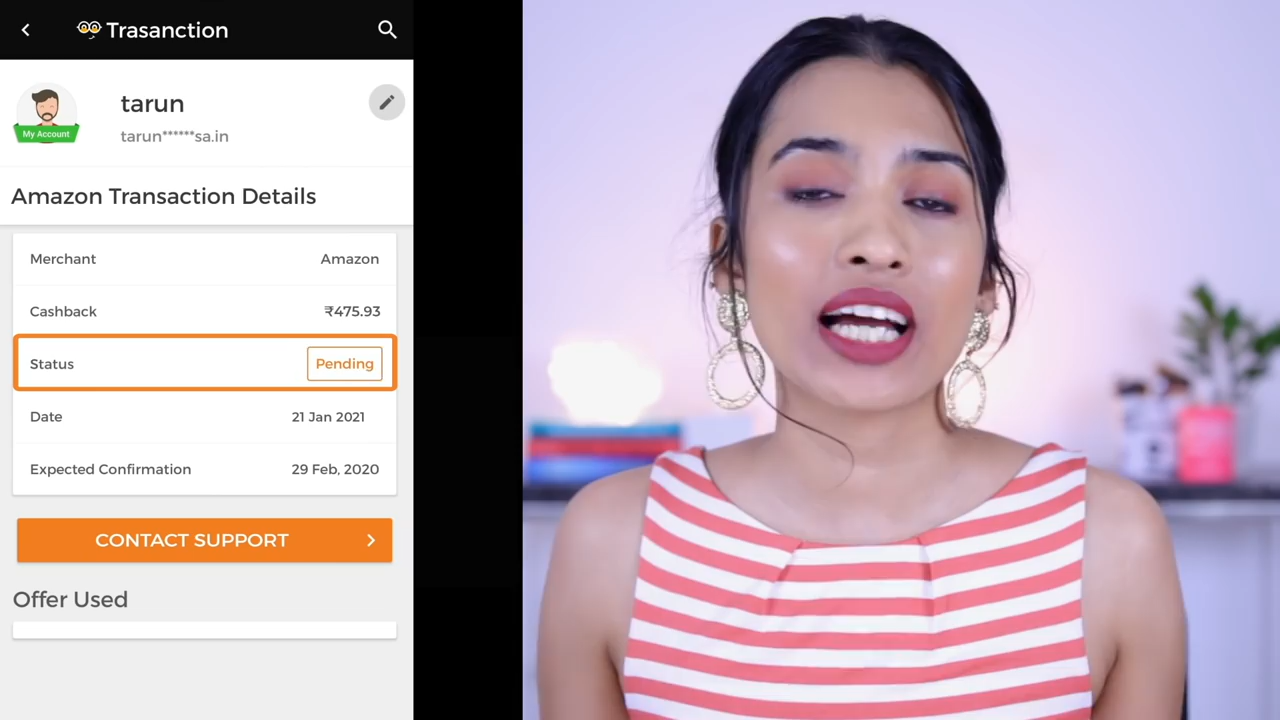 Trasanction
tarun
tarun******sa.in
My Account
Amazon Transaction Details
Merchant Amazon
Cashback ₹475.93
Status Pending
Date 21 Jan 2021
Expected Confirmation 29 Feb, 2020
CONTACT SUPPORT
Offer Used